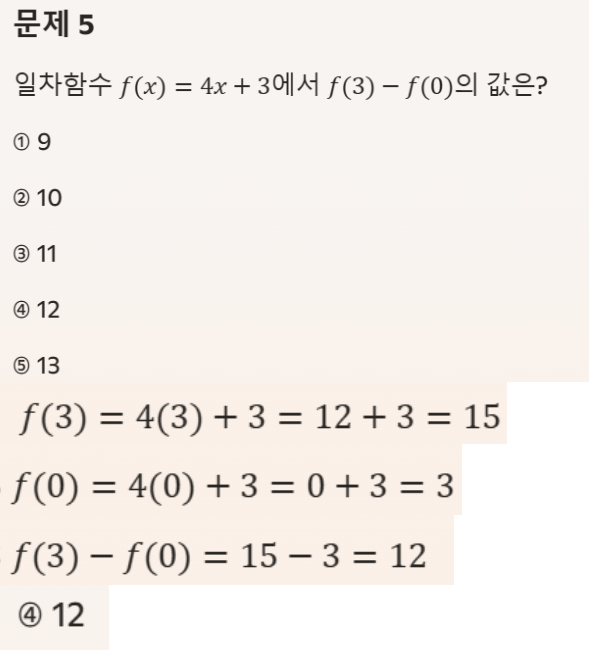 문제 5
일차함수 f(x) = 4x + 3에서 f(3) − f(0)의 값은?
① 9
② 10
③ 11
④ 12
⑤ 13
f(3) = 4(3) + 3 = 12 + 3 = 15
f(0) = 4(0) + 3 = 0 + 3 = 3
f(3) − f(0) = 15 − 3 = 12
④ 12